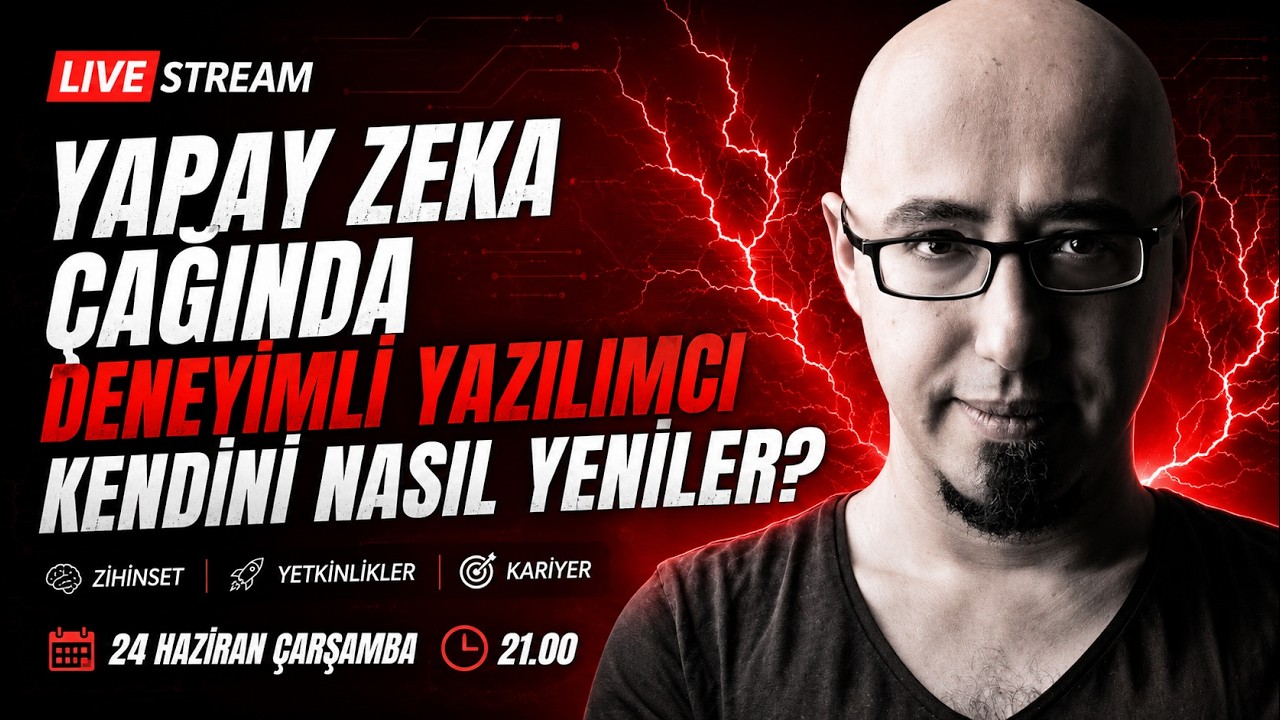 LIVE STREAM
YAPAY ZEKA
ÇAĞINDA
DENEYİMLİ YAZILIMCI
KENDİNİ NASIL YENİLER?
ZİHİNSET
YETKİNLİKLER
KARİYER
24 HAZİRAN ÇARŞAMBA
21.00